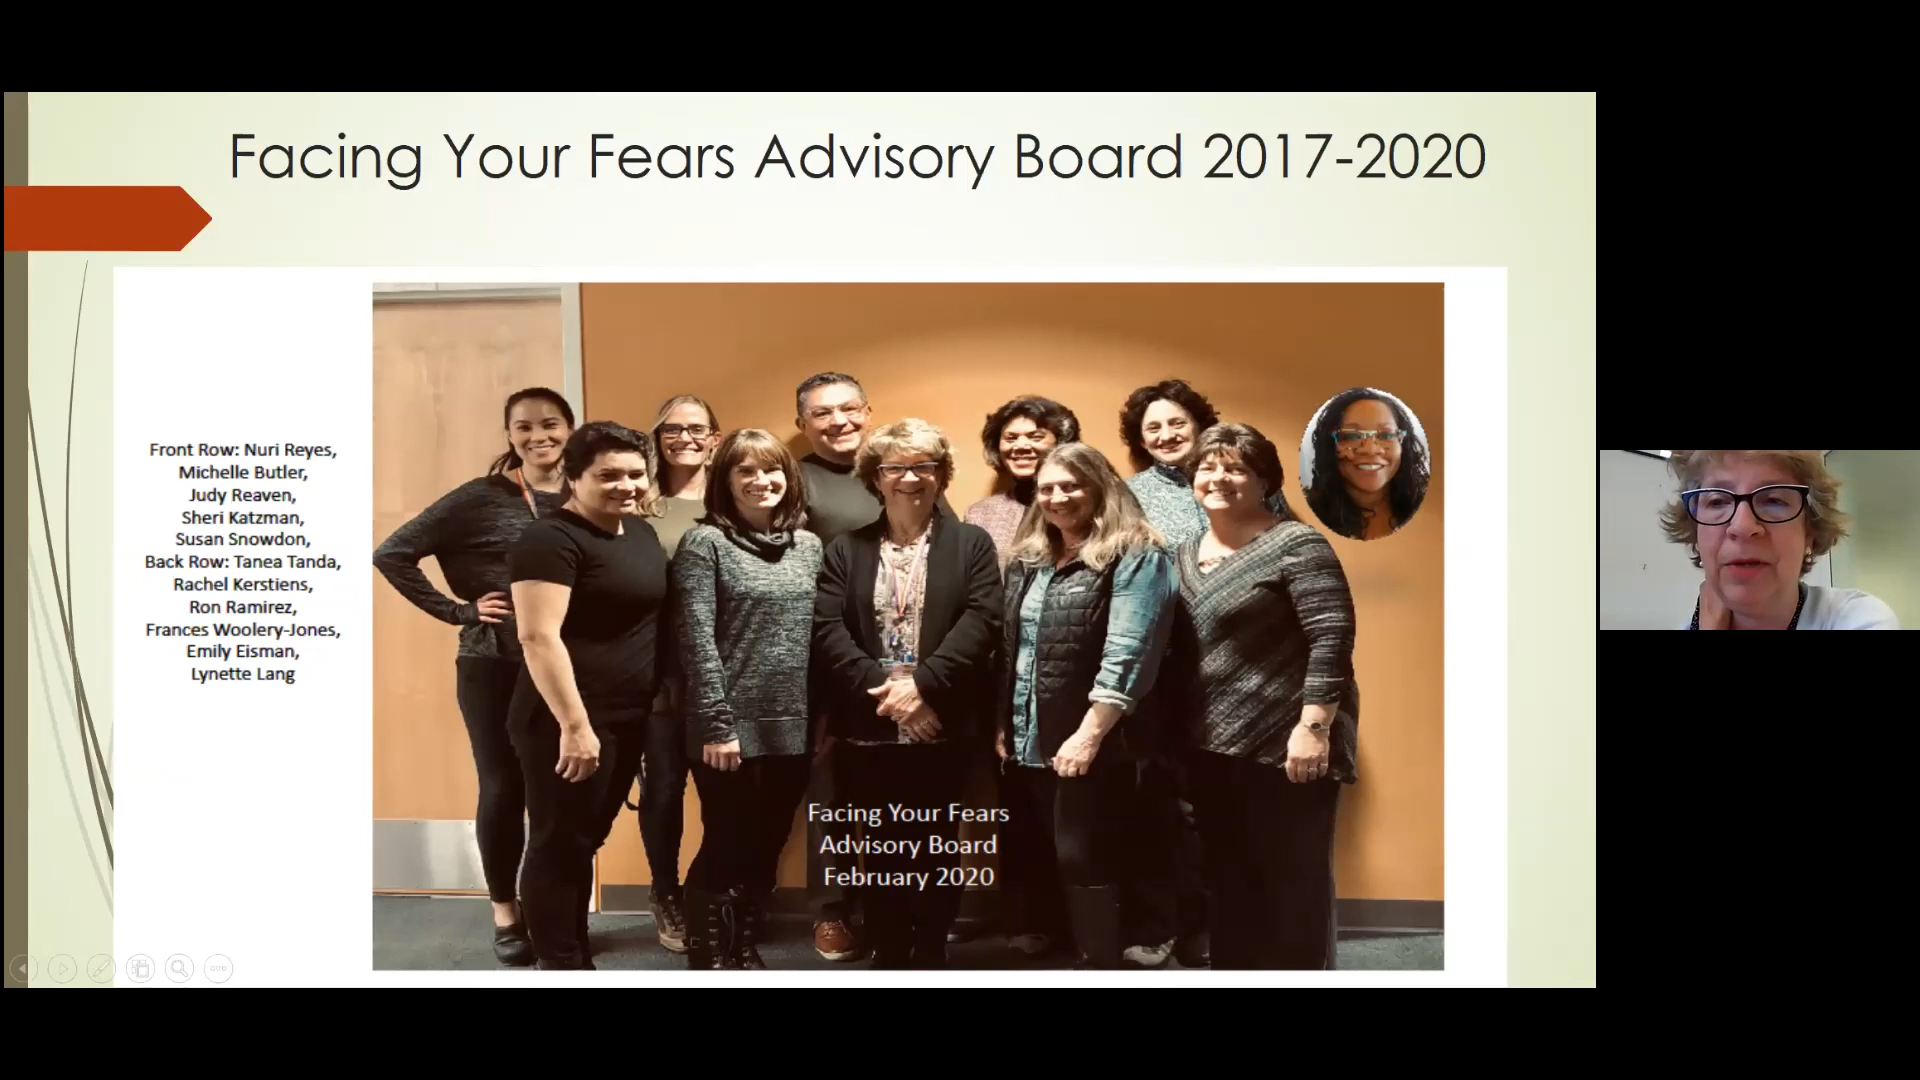 Facing Your Fears Advisory Board 2017-2020
Front Row: Nuri Reyes,
Michelle Butler,
Judy Reaven,
Sheri Katzman,
Susan Snowdon,
Back Row: Tanea Tanda,
Rachel Kerstiens,
Ron Ramirez,
Frances Woolery-Jones,
Emily Eisman,
Lynette Lang
Facing Your Fears
Advisory Board
February 2020